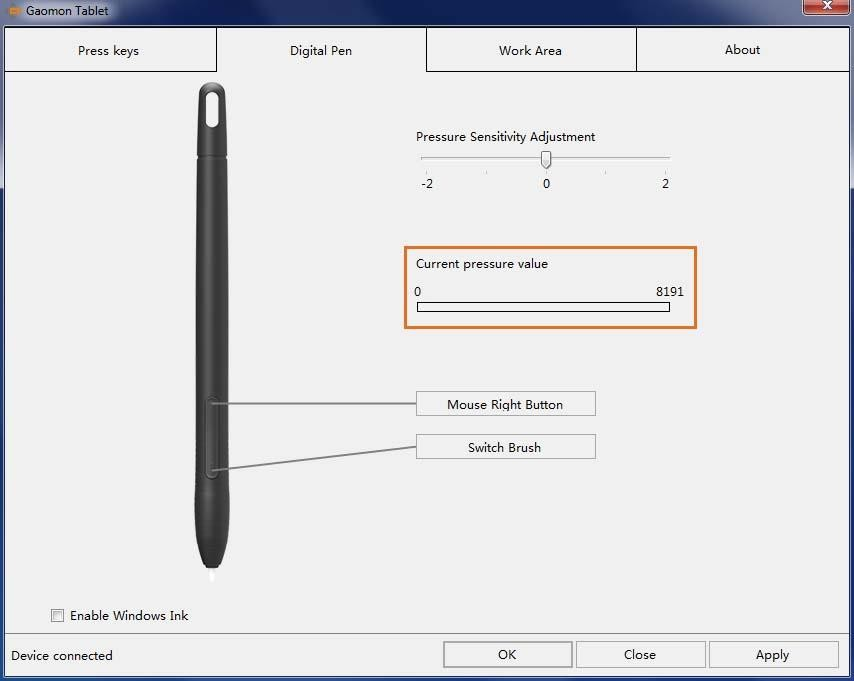 Gaomon Tablet
Press keys
Digital Pen
Work Area
About
Pressure Sensitivity Adjustment
-2 0 2
Current pressure value
0 8191
Mouse Right Button
Switch Brush
Enable Windows Ink
Device connected
OK
Close
Apply